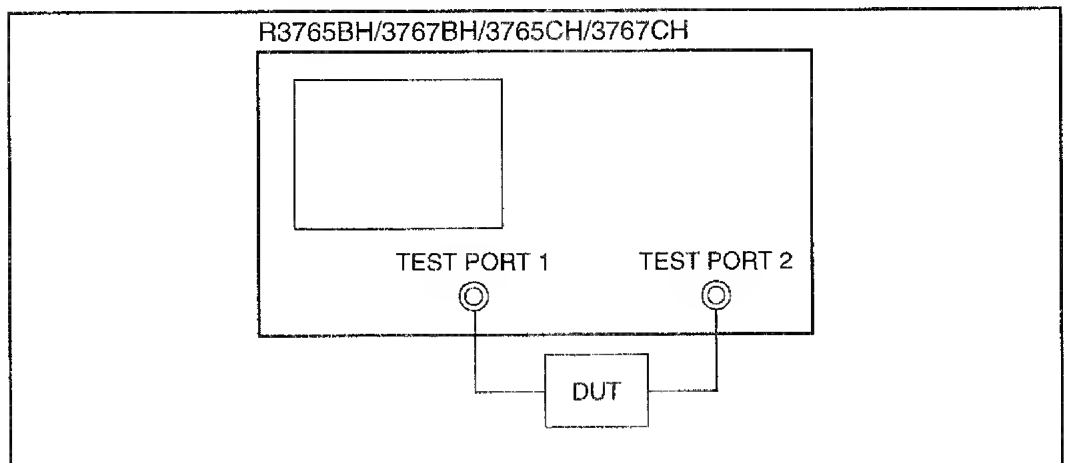 R3765BH/3767BH/3765CH/3767CH
TEST PORT 1 TEST PORT 2
DUT